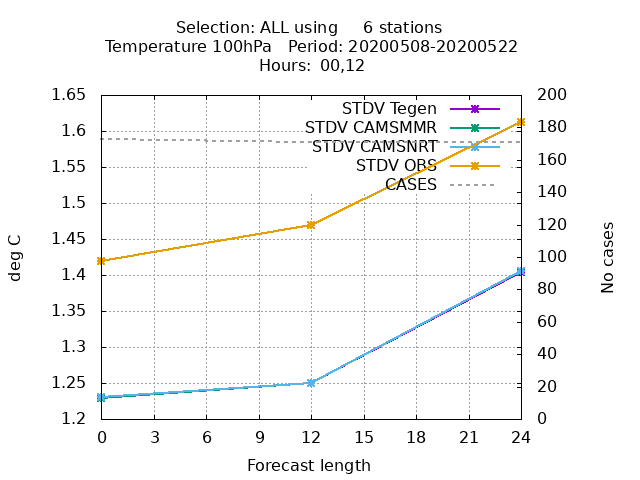 Selection: ALL using     6 stations
Temperature 100hPa   Period: 20200508-20200522
Hours: 00,12
1.65
1.6
1.55
1.5
1.45
1.4
1.35
1.3
1.25
1.2
deg C
STDV Tegen
STDV CAMSMMR
STDV CAMSNRT
STDV OBS
CASES
200
180
160
140
120
100
80
60
40
20
0
No cases
0 3 6 9 12 15 18 21 24
Forecast length